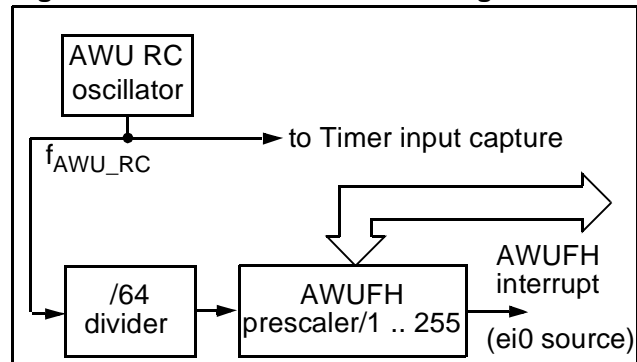 AWU RC
oscillator
to Timer input capture
fAWU_RC
AWUFH
interrupt
/64
divider
AWUFH
prescaler/1 .. 255
(ei0 source)